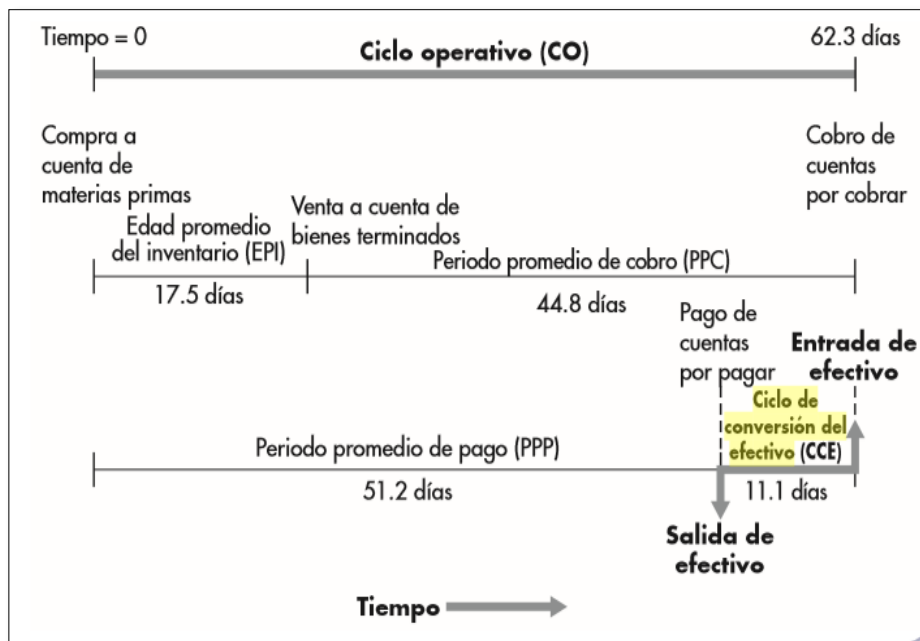 Tiempo = 0
62.3 días
Ciclo operativo (CO)
Compra a
cuenta de
materias primas
Cobro de
cuentas
por cobrar
Edad promedio
del inventario (EPI)
Venta a cuenta de
bienes terminados
Periodo promedio de cobro (PPC)
17.5 días
44.8 días
Pago de
cuentas
por pagar
Entrada de
efectivo
Ciclo de
conversión del
efectivo (CCE)
Periodo promedio de pago (PPP)
51.2 días
11.1 días
Salida de
efectivo
Tiempo